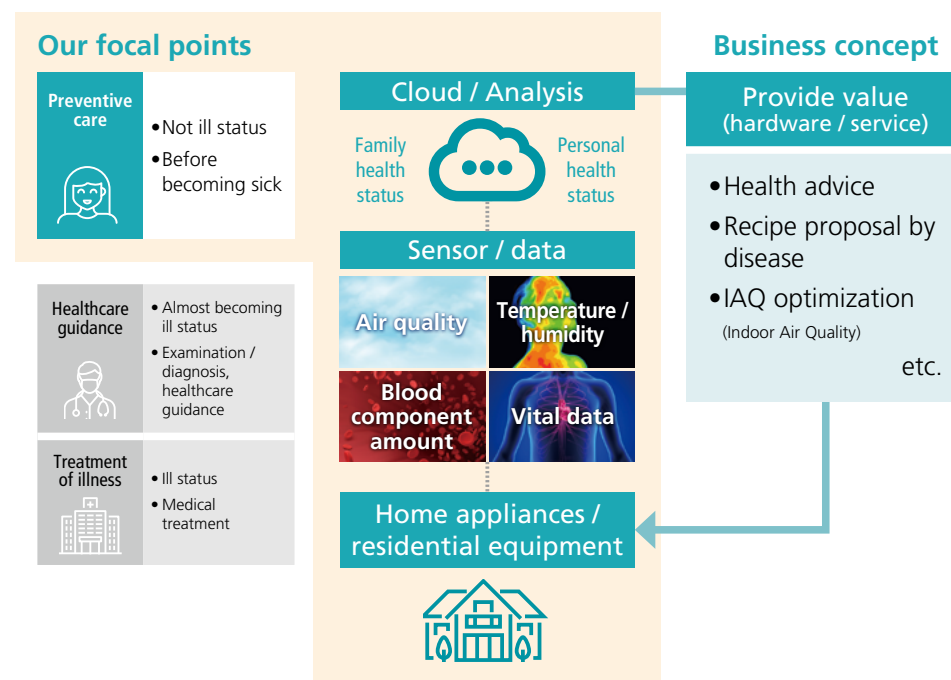 Our focal points
Preventive
care
•Not ill status
•Before
becoming sick
Healthcare
guidance
• Almost becoming
ill status
• Examination /
diagnosis,
healthcare
guidance
Treatment
of illness
• Ill status
• Medical
treatment
Cloud / Analysis
Family
health
status
Personal
health
status
Sensor / data
Air quality
Temperature /
humidity
Blood
component
amount
Vital data
Home appliances /
residential equipment
Business concept
Provide value
(hardware / service)
•Health advice
•Recipe proposal by
disease
•IAQ optimization
(Indoor Air Quality)
etc.